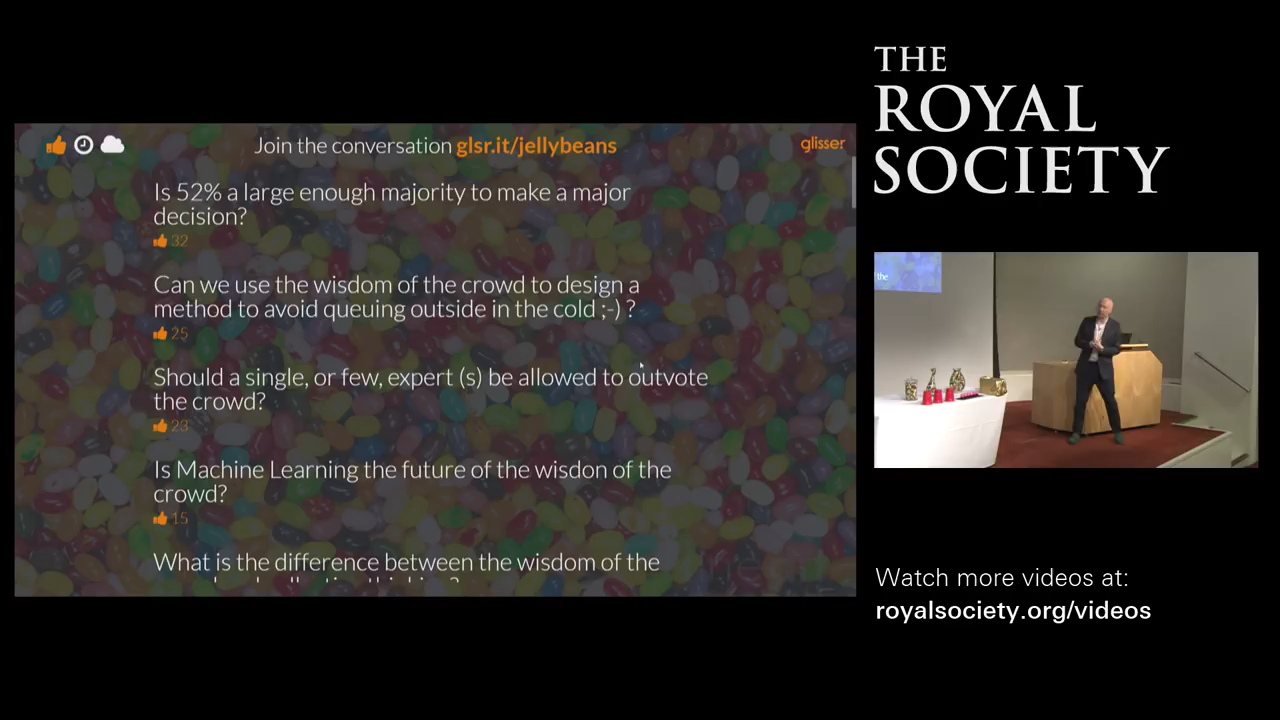 THE
ROYAL
SOCIETY
Join the conversation glsr.it/jellybeans
glisser
Is 52% a large enough majority to make a major
decision?
32
Can we use the wisdom of the crowd to design a
method to avoid queuing outside in the cold ;-) ?
25
Should a single, or few, expert (s) be allowed to outvote
the crowd?
23
Is Machine Learning the future of the wisdon of the
crowd?
15
What is the difference between the wisdom of the
the
Watch more videos at:
royalsociety.org/videos